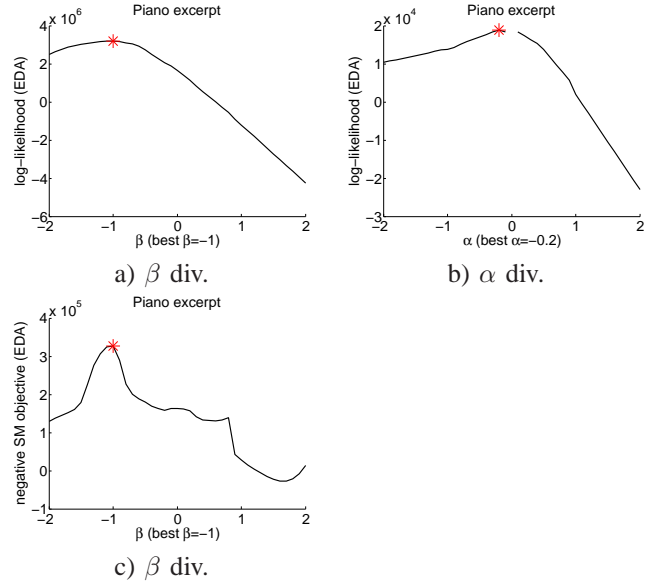 Piano excerpt
x 10^6
4
2
0
−2
−4
−6
−2 −1 0 1 2
log−likelihood (EDA)
β (best β=−1)
a) β div.
Piano excerpt
x 10^4
2
1
0
−1
−2
−3
−2 −1 0 1 2
log−likelihood (EDA)
α (best α=−0.2)
b) α div.
Piano excerpt
x 10^5
4
3
2
1
0
−1
−2 −1 0 1 2
negative SM objective (EDA)
β (best β=−1)
c) β div.